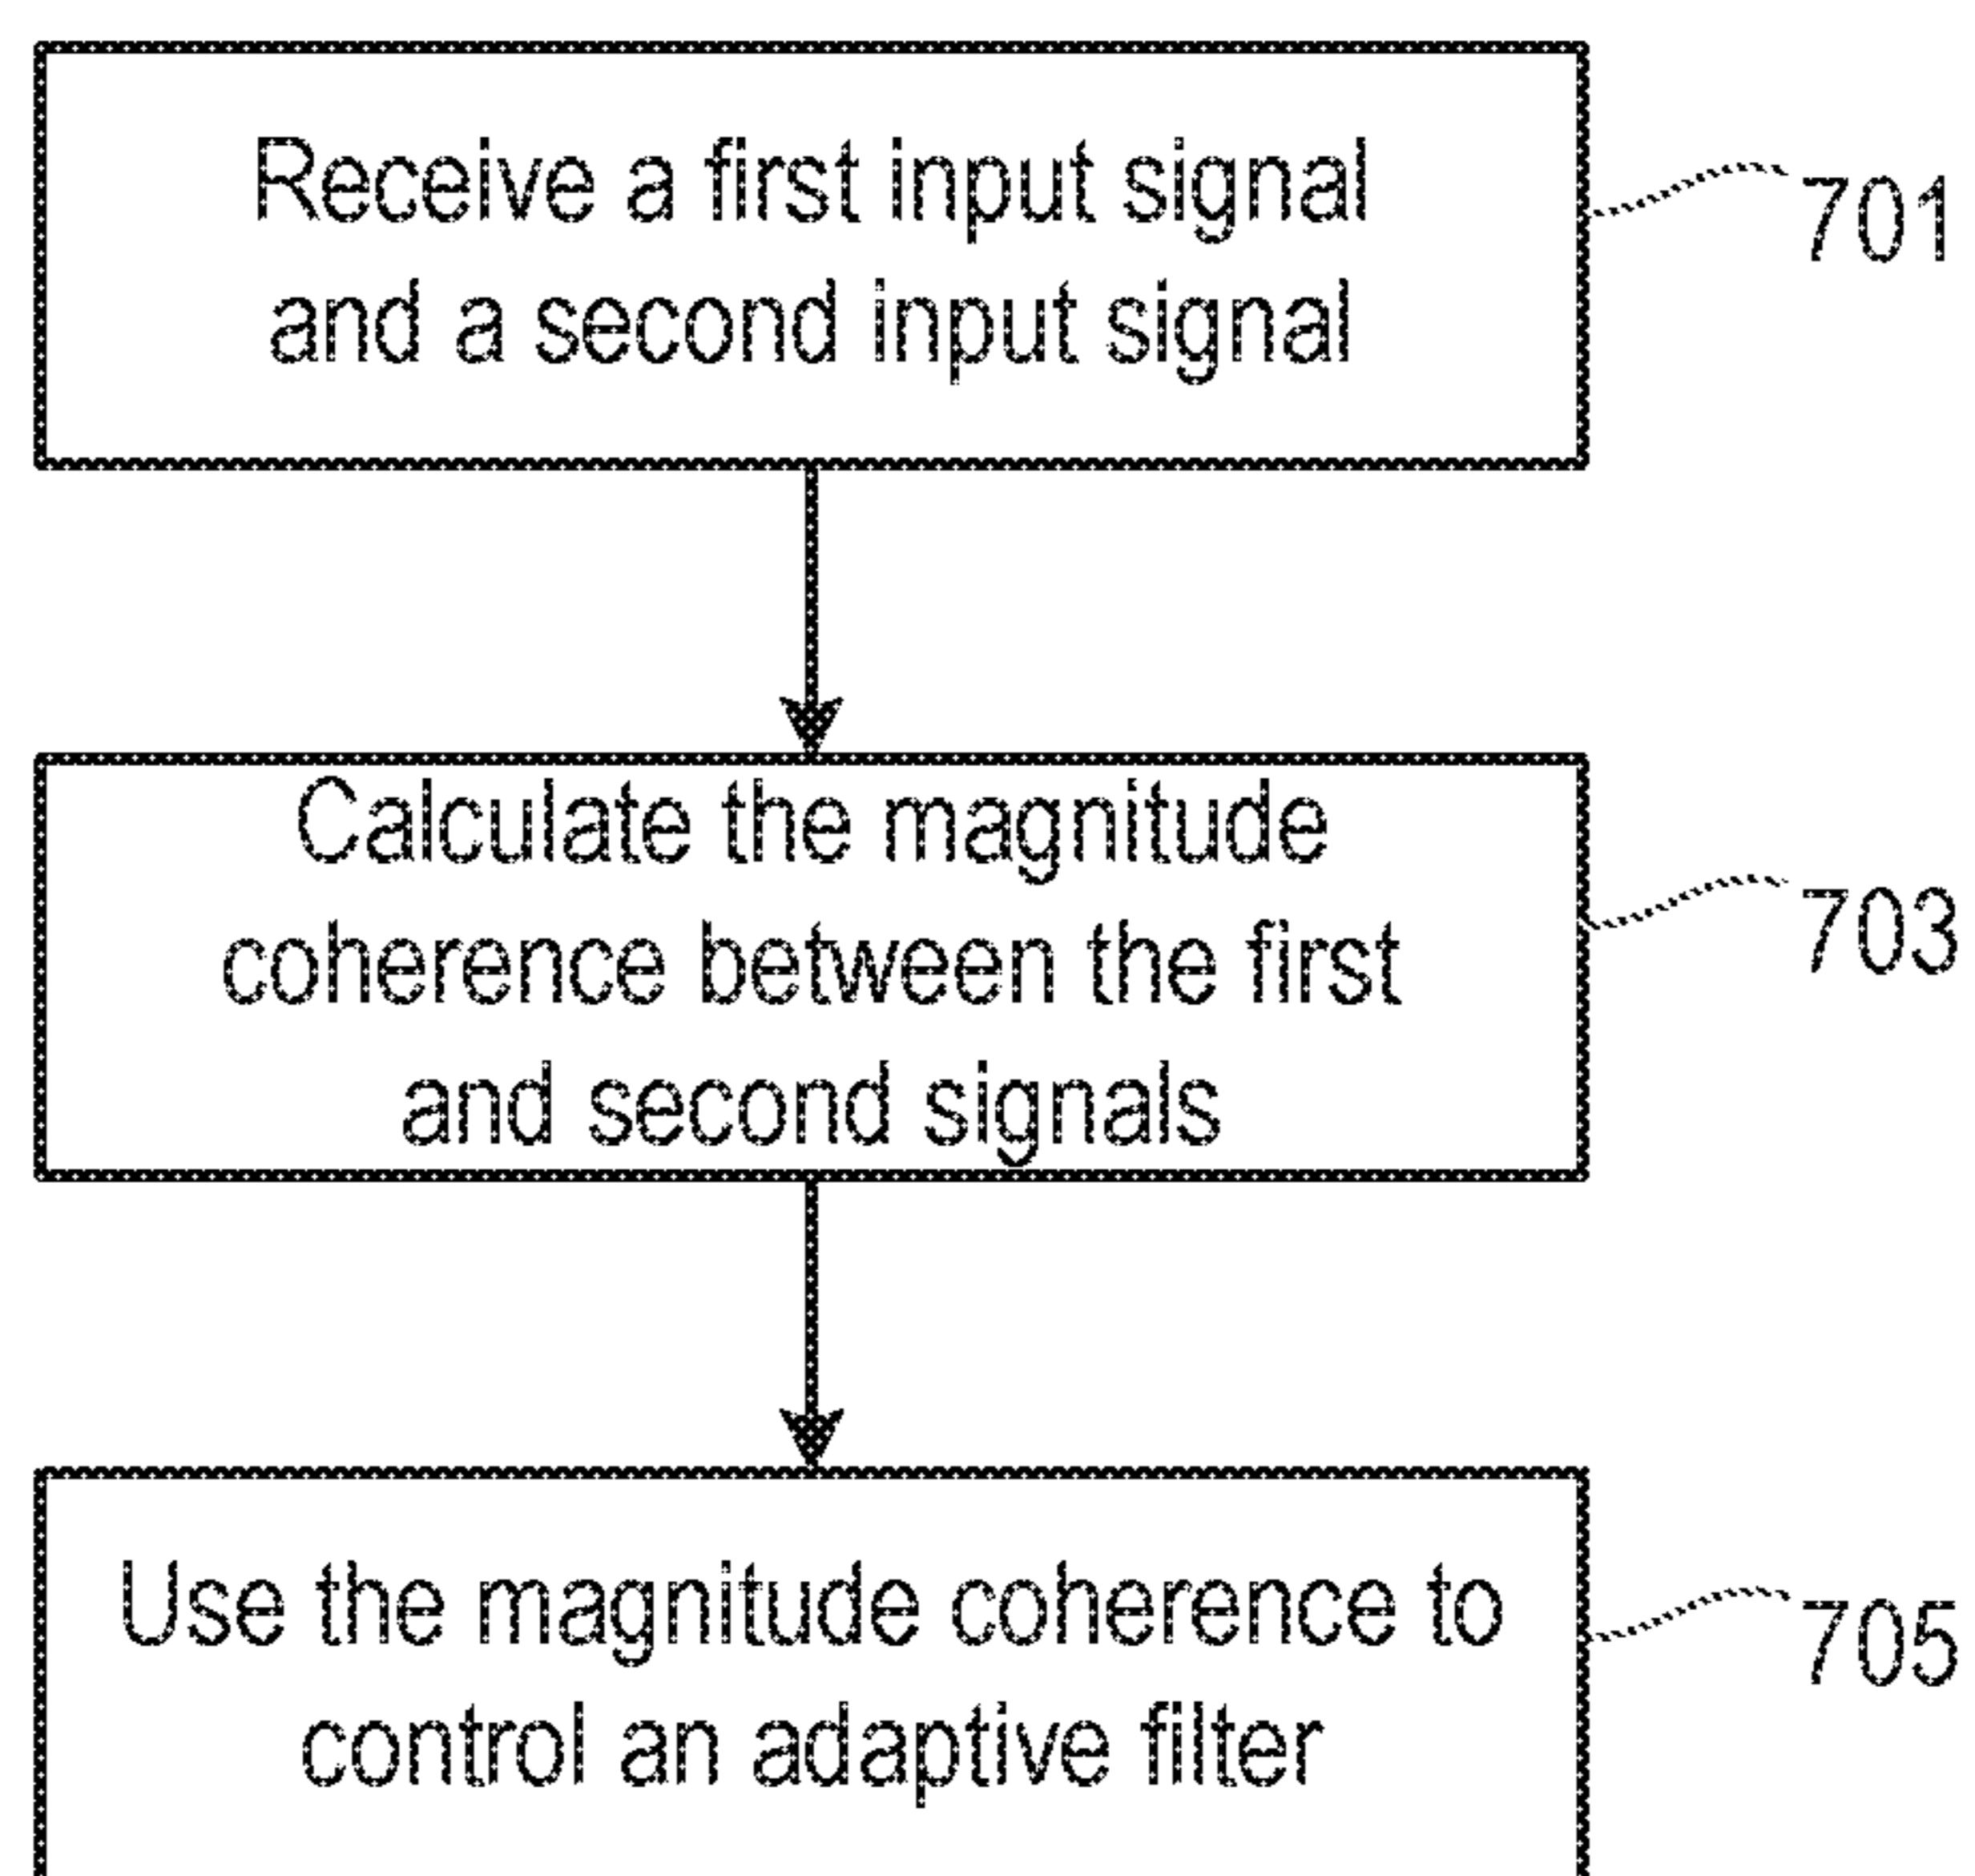 Receive a first input signal
and a second input signal
701
Calculate the magnitude
coherence between the first
and second signals
703
Use the magnitude coherence to
control an adaptive filter
705